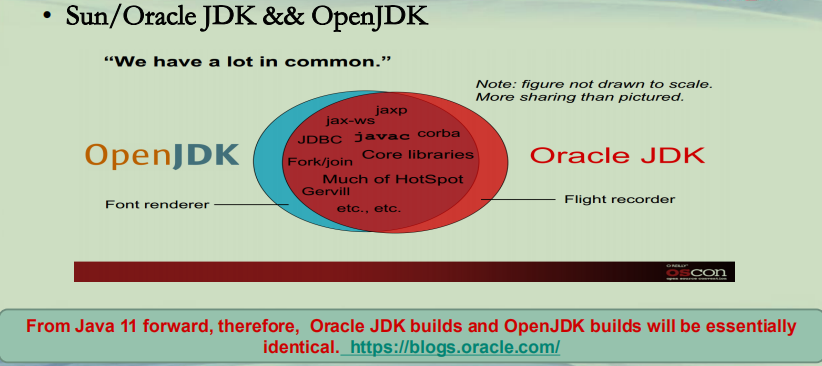 • Sun/Oracle JDK && OpenJDK
“We have a lot in common.”
Note: figure not drawn to scale.
More sharing than pictured.
jaxp
jax-ws
JDBC javac corba
Fork/join Core libraries
Much of HotSpot
Gervill
etc., etc.
OpenJDK
Oracle JDK
Font renderer
Flight recorder
O'REILLY
oscon
open source convention
From Java 11 forward, therefore, Oracle JDK builds and OpenJDK builds will be essentially
identical. https://blogs.oracle.com/